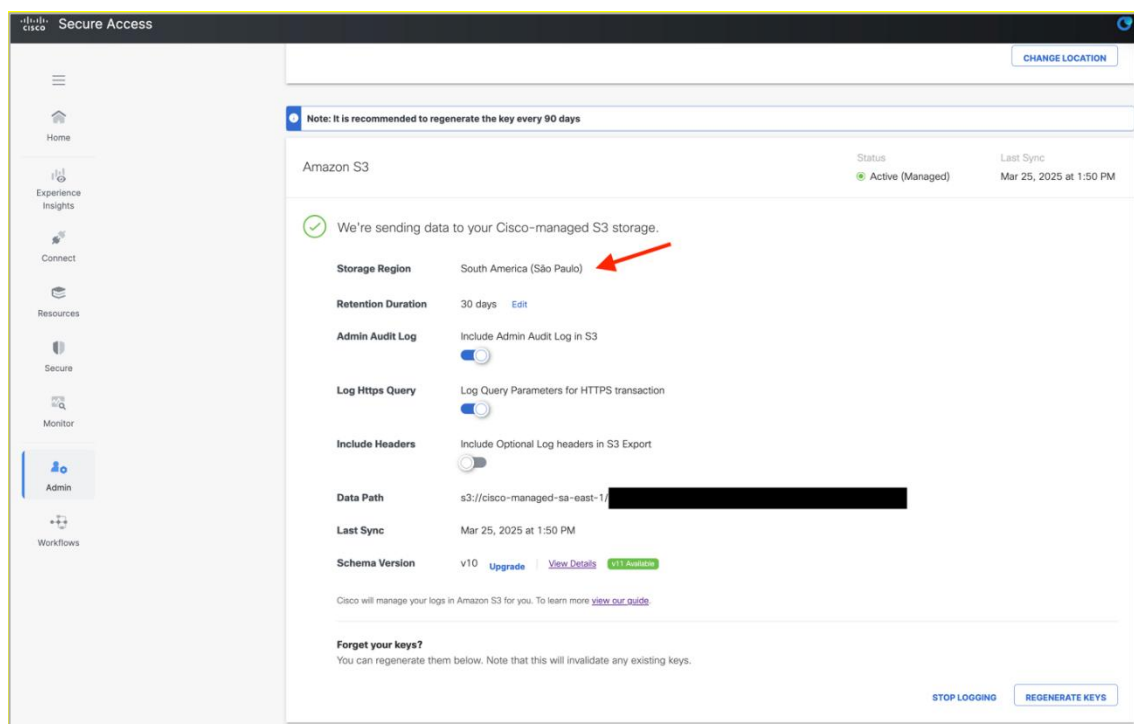 CISCO Secure Access
CHANGE LOCATION
Home
Experience
Insights
Connect
Resources
Secure
Monitor
Admin
Workflows
Note: It is recommended to regenerate the key every 90 days
Amazon S3
Status
Active (Managed)
Last Sync
Mar 25, 2025 at 1:50 PM
We're sending data to your Cisco-managed S3 storage.
Storage Region South America (São Paulo)
Retention Duration 30 days Edit
Admin Audit Log Include Admin Audit Log in S3
Log Https Query Log Query Parameters for HTTPS transaction
Include Headers Include Optional Log headers in S3 Export
Data Path s3://cisco-managed-sa-east-1/
Last Sync Mar 25, 2025 at 1:50 PM
Schema Version v10 Upgrade View Details v11 Available
Cisco will manage your logs in Amazon S3 for you. To learn more view our guide.
Forget your keys?
You can regenerate them below. Note that this will invalidate any existing keys.
STOP LOGGING REGENERATE KEYS